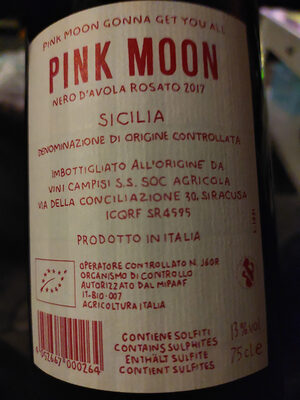 PINK MOON GONNA GET YOU ALL
PINK MOON
NERO D'AVOLA ROSATO 2017
SICILIA
DENOMINAZIONE DI ORIGINE CONTROLLATA
IMBOTTIGLIATO ALL'ORIGINE DA
VINI CAMPISI S.S. SOC AGRICOLA
VIA DELLA CONCILIAZIONE 30, SIRACUSA
ICQRF SR4595
PRODOTTO IN ITALIA
OPERATORE CONTROLLATO N. J60R
ORGANISMO DI CONTROLLO
AUTORIZZATO DAL MIPAAF
IT-BIO-007
AGRICOLTURA ITALIA
CONTIENE SOLFITI
CONTAINS SULPHITES
ENTHÄLT SULFITE
CONTIENT SULFITES
13% vol
75cl e